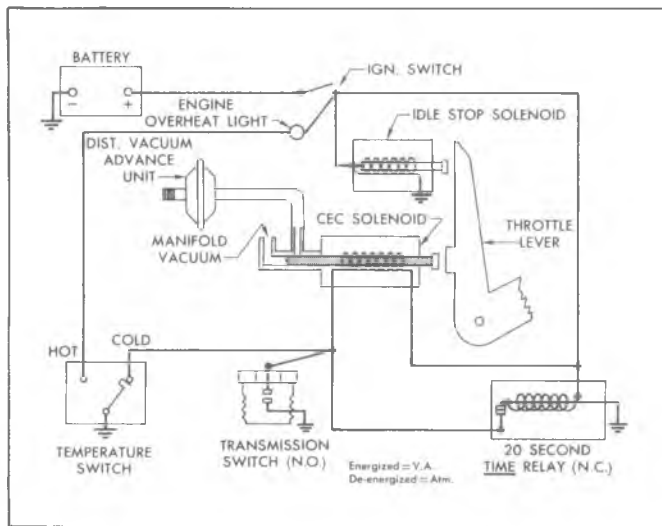 BATTERY
IGN. SWITCH
ENGINE
OVERHEAT LIGHT
IDLE STOP SOLENOID
DIST. VACUUM
ADVANCE
UNIT
CEC SOLENOID
MANIFOLD
VACUUM
THROTTLE
LEVER
COLD
HOT
TEMPERATURE
SWITCH
TRANSMISSION
SWITCH (N.O.)
Energized = V.A.
De-energized = Atm.
20 SECOND
TIME RELAY (N.C.)